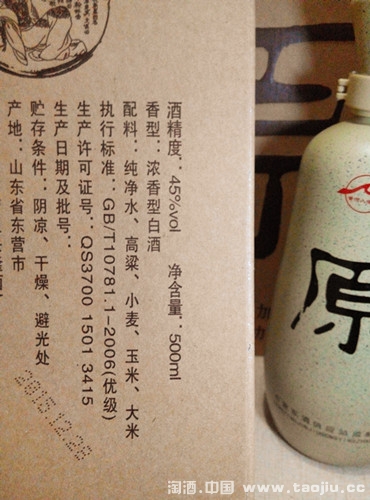 酒精度：45%vol 净含量：500ml
香型：浓香型白酒
配料：纯净水、高粱、小麦、玉米、大米
执行标准：GB/T10781.1-2006(优级)
生产许可证号：QS3700 1501 3415
生产日期及批号：
贮存条件：阴凉、干燥、避光处
产地：山东省东营市
2015.12.28
原
淘酒.中国 www.taojiu.cc